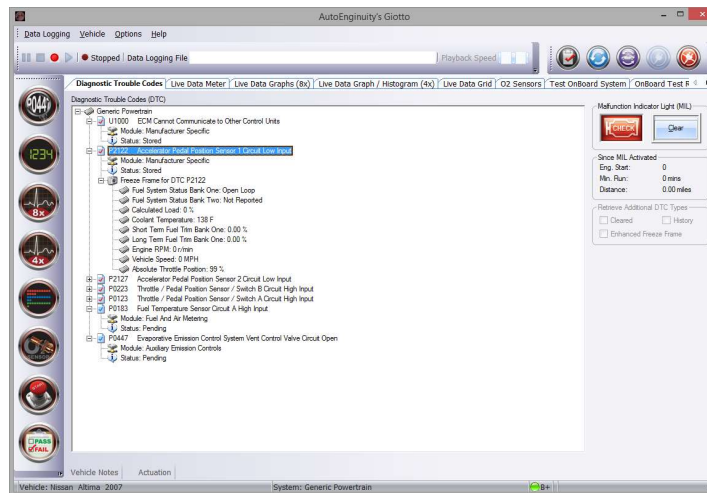 AutoEnginuity's Giotto
Data Logging Vehicle Options Help
Stopped Data Logging File Playback Speed
Diagnostic Trouble Codes Live Data Meter Live Data Graphs (8x) Live Data Graph / Histogram (4x) Live Data Grid O2 Sensors Test OnBoard System OnBoard Test R
Diagnostic Trouble Codes (DTC)
Generic Powertrain
U1000 ECM Cannot Communicate to Other Control Units
Module: Manufacturer Specific
Status: Stored
P2122 Accelerator Pedal Position Sensor 1 Circuit Low Input
Module: Manufacturer Specific
Status: Stored
Freeze Frame for DTC P2122
Fuel System Status Bank One: Open Loop
Fuel System Status Bank Two: Not Reported
Calculated Load: 0 %
Coolant Temperature: 138 F
Short Term Fuel Trim Bank One: 0.00 %
Long Term Fuel Trim Bank One: 0.00 %
Engine RPM: 0 r/min
Vehicle Speed: 0 MPH
Absolute Throttle Position: 99 %
P2127 Accelerator Pedal Position Sensor 2 Circuit Low Input
P0223 Throttle / Pedal Position Sensor / Switch B Circuit High Input
P0123 Throttle / Pedal Position Sensor / Switch A Circuit High Input
P0183 Fuel Temperature Sensor Circuit A High Input
Module: Fuel And Air Metering
Status: Pending
P0447 Evaporative Emission Control System Vent Control Valve Circuit Open
Module: Auxiliary Emission Controls
Status: Pending
Malfunction Indicator Light (MIL)
CHECK Clear
Since MIL Activated
Eng. Start: 0
Min. Run: 0 mins
Distance: 0.00 miles
Retrieve Additional DTC Types
Cleared History
Enhanced Freeze Frame
P044
1234
8x
4x
O2
SENSOR
PASS
FAIL
Vehicle Notes Actuation
Vehicle: Nissan Altima 2007 System: Generic Powertrain B+